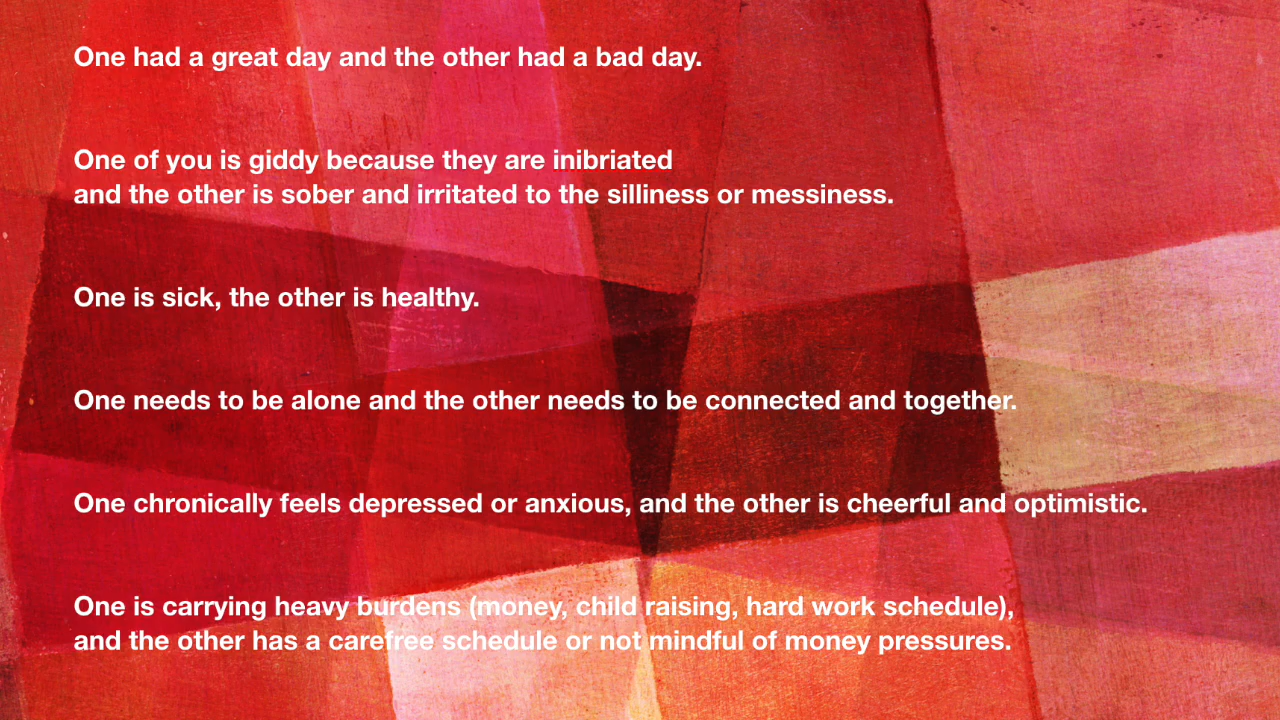 One had a great day and the other had a bad day.
One of you is giddy because they are inibriated
and the other is sober and irritated to the silliness or messiness.
One is sick, the other is healthy.
One needs to be alone and the other needs to be connected and together.
One chronically feels depressed or anxious, and the other is cheerful and optimistic.
One is carrying heavy burdens (money, child raising, hard work schedule),
and the other has a carefree schedule or not mindful of money pressures.